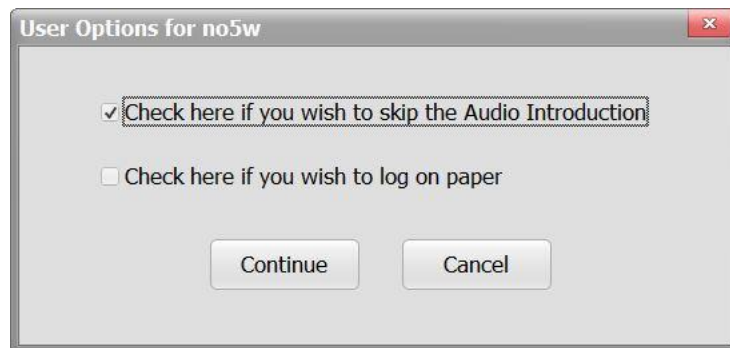 User Options for no5w
Check here if you wish to skip the Audio Introduction
Check here if you wish to log on paper
Continue
Cancel